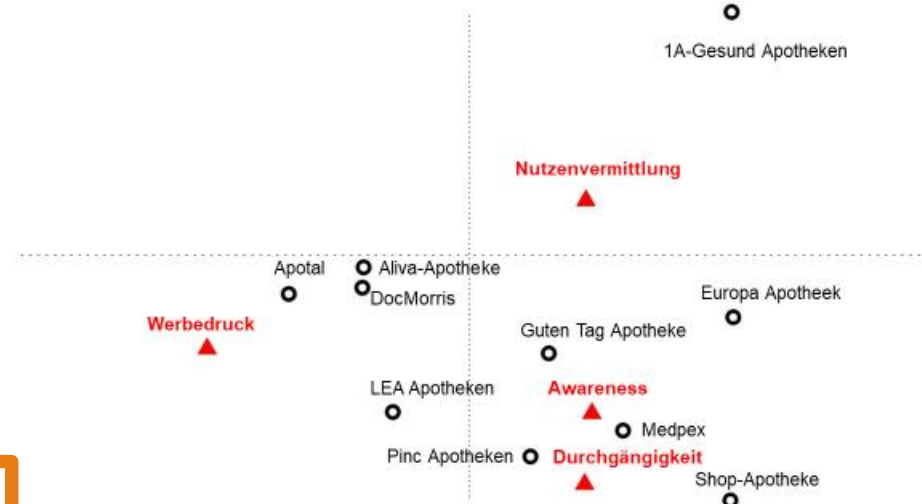 1A-Gesund Apotheken
Nutzenvermittlung
Apotal
Aliva-Apotheke
DocMorris
Europa Apotheek
Werbedruck
Guten Tag Apotheke
LEA Apotheken
Awareness
Medpex
Pinc Apotheken
Durchgängigkeit
Shop-Apotheke